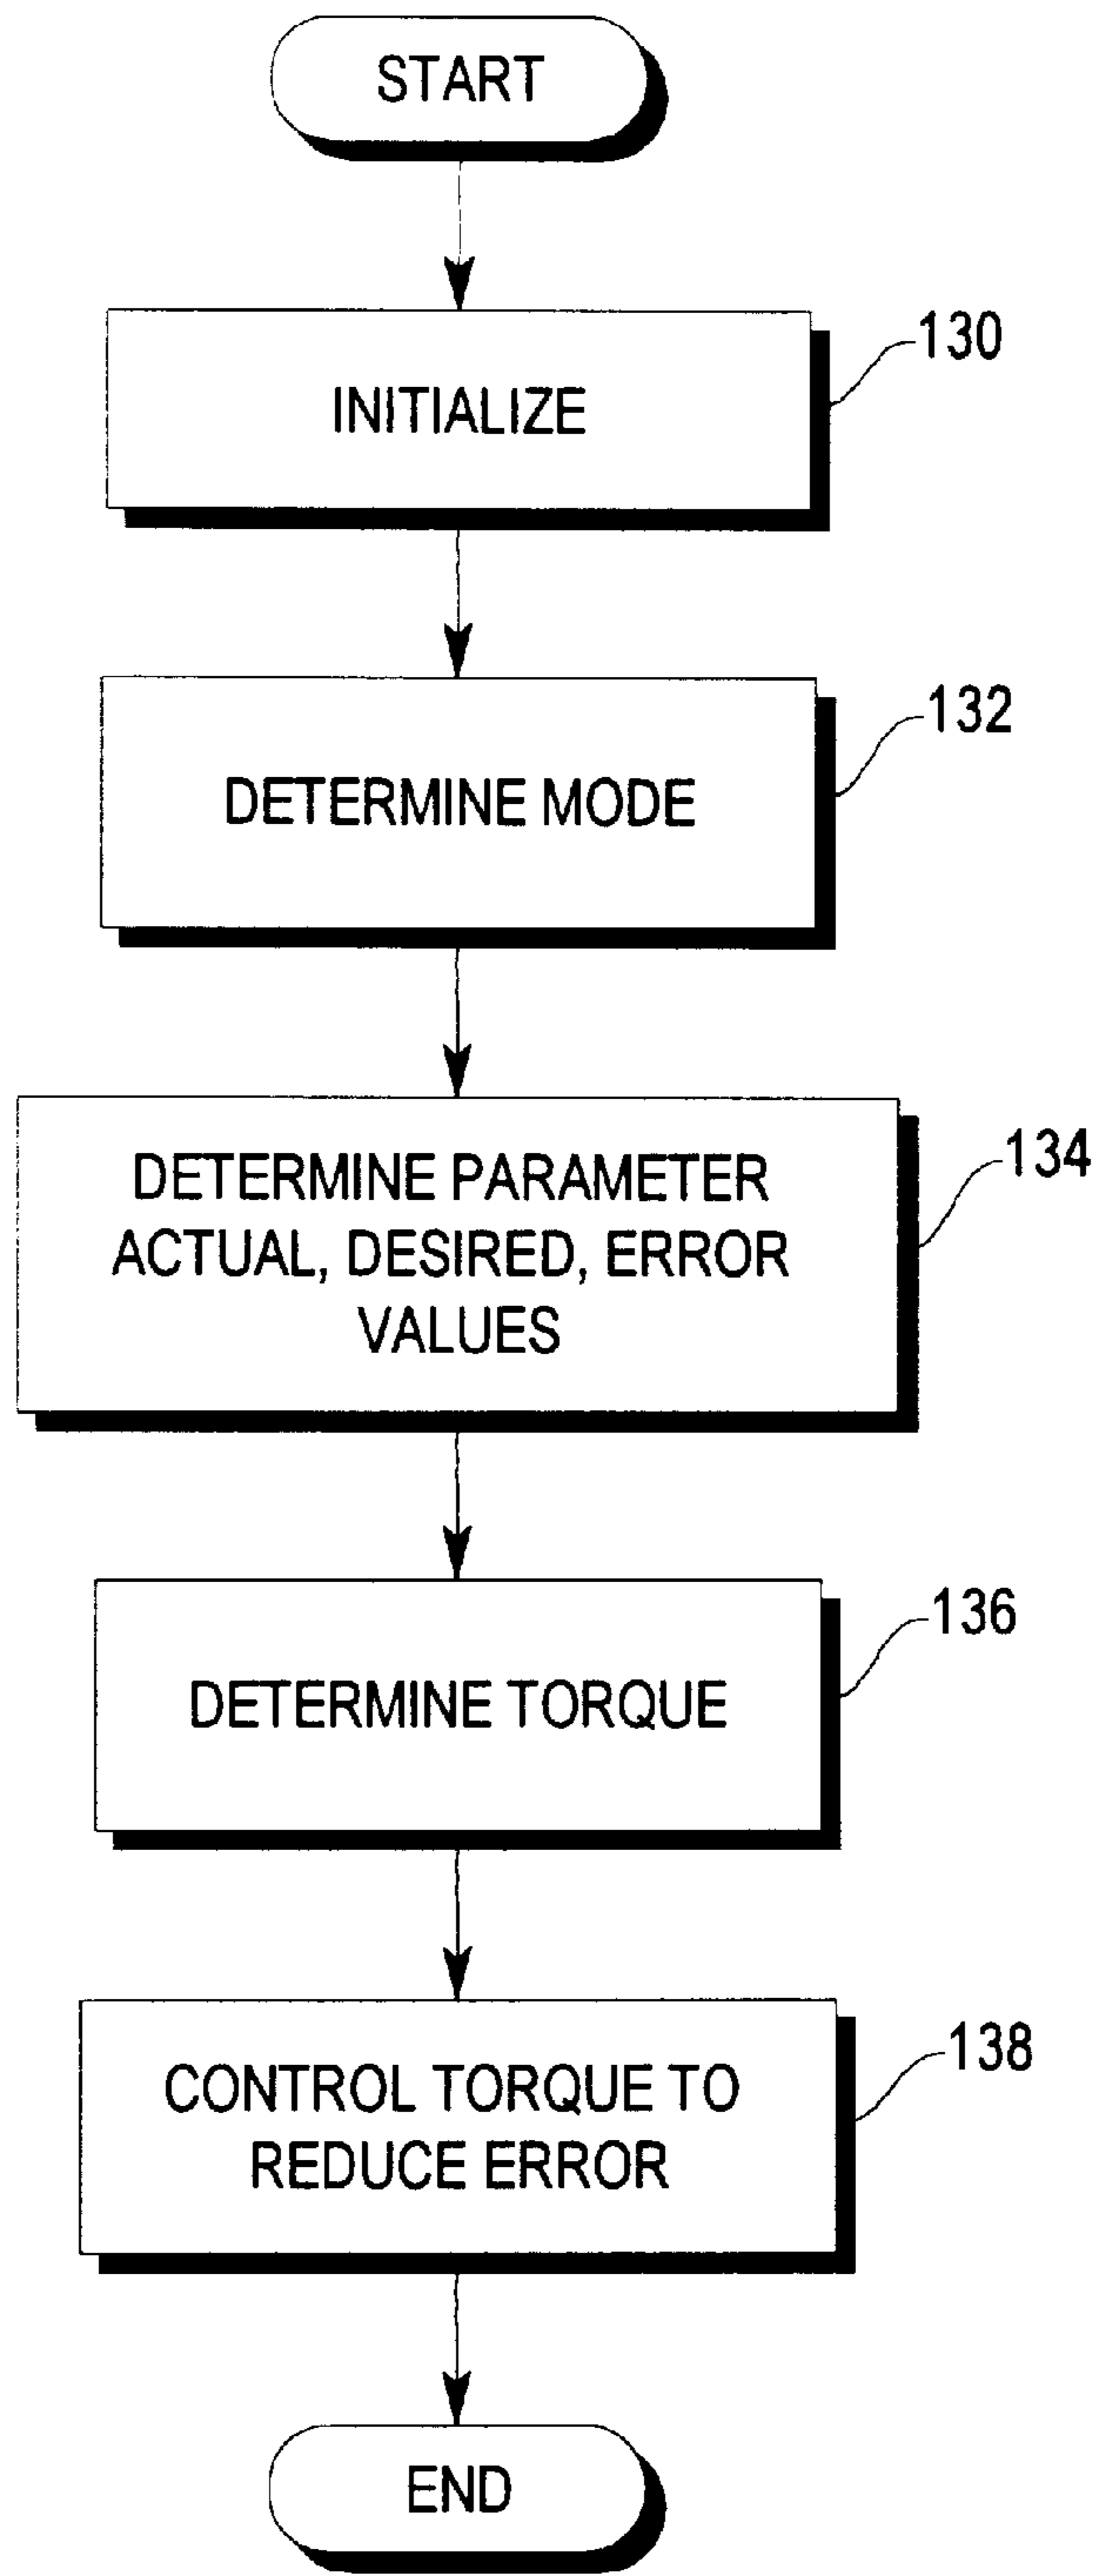 START
INITIALIZE
130
DETERMINE MODE
132
DETERMINE PARAMETER
ACTUAL, DESIRED, ERROR
VALUES
134
DETERMINE TORQUE
136
CONTROL TORQUE TO
REDUCE ERROR
138
END